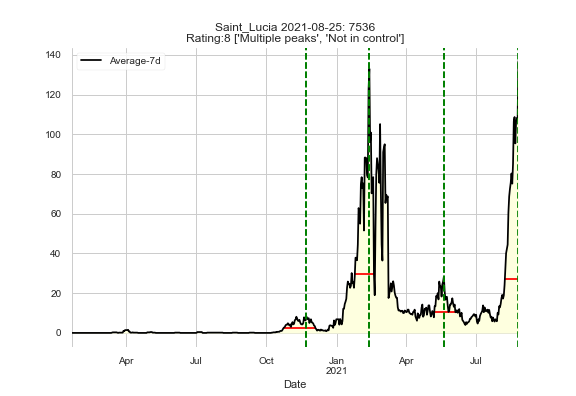 Saint_Lucia 2021-08-25: 7536
Rating:8 ['Multiple peaks', 'Not in control']
Average-7d
140
120
100
80
60
40
20
0
Apr
Jul
Oct
Jan
2021
Apr
Jul
Date